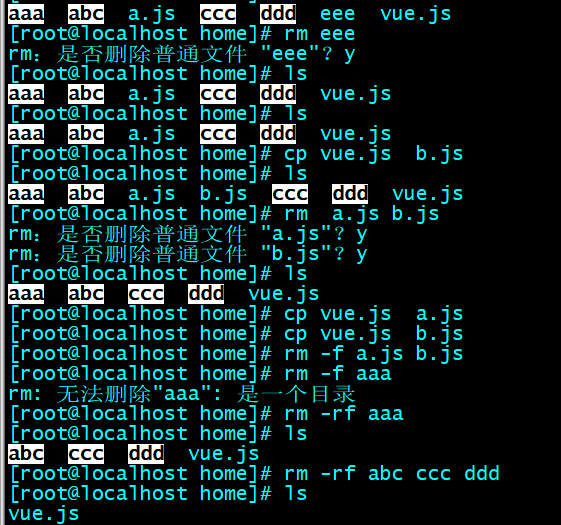 aaa  abc  a.js  ccc  ddd  eee  vue.js
[root@localhost home]# rm eee
rm：是否删除普通文件 "eee"？y
[root@localhost home]# ls
aaa  abc  a.js  ccc  ddd  vue.js
[root@localhost home]# ls
aaa  abc  a.js  ccc  ddd  vue.js
[root@localhost home]# cp vue.js  b.js
[root@localhost home]# ls
aaa  abc  a.js  b.js  ccc  ddd  vue.js
[root@localhost home]# rm  a.js b.js
rm：是否删除普通文件 "a.js"？y
rm：是否删除普通文件 "b.js"？y
[root@localhost home]# ls
aaa  abc  ccc  ddd  vue.js
[root@localhost home]# cp vue.js  a.js
[root@localhost home]# cp vue.js  b.js
[root@localhost home]# rm -f a.js b.js
[root@localhost home]# rm -f aaa
rm: 无法删除"aaa": 是一个目录
[root@localhost home]# rm -rf aaa
[root@localhost home]# ls
abc  ccc  ddd  vue.js
[root@localhost home]# rm -rf abc ccc ddd
[root@localhost home]# ls
vue.js